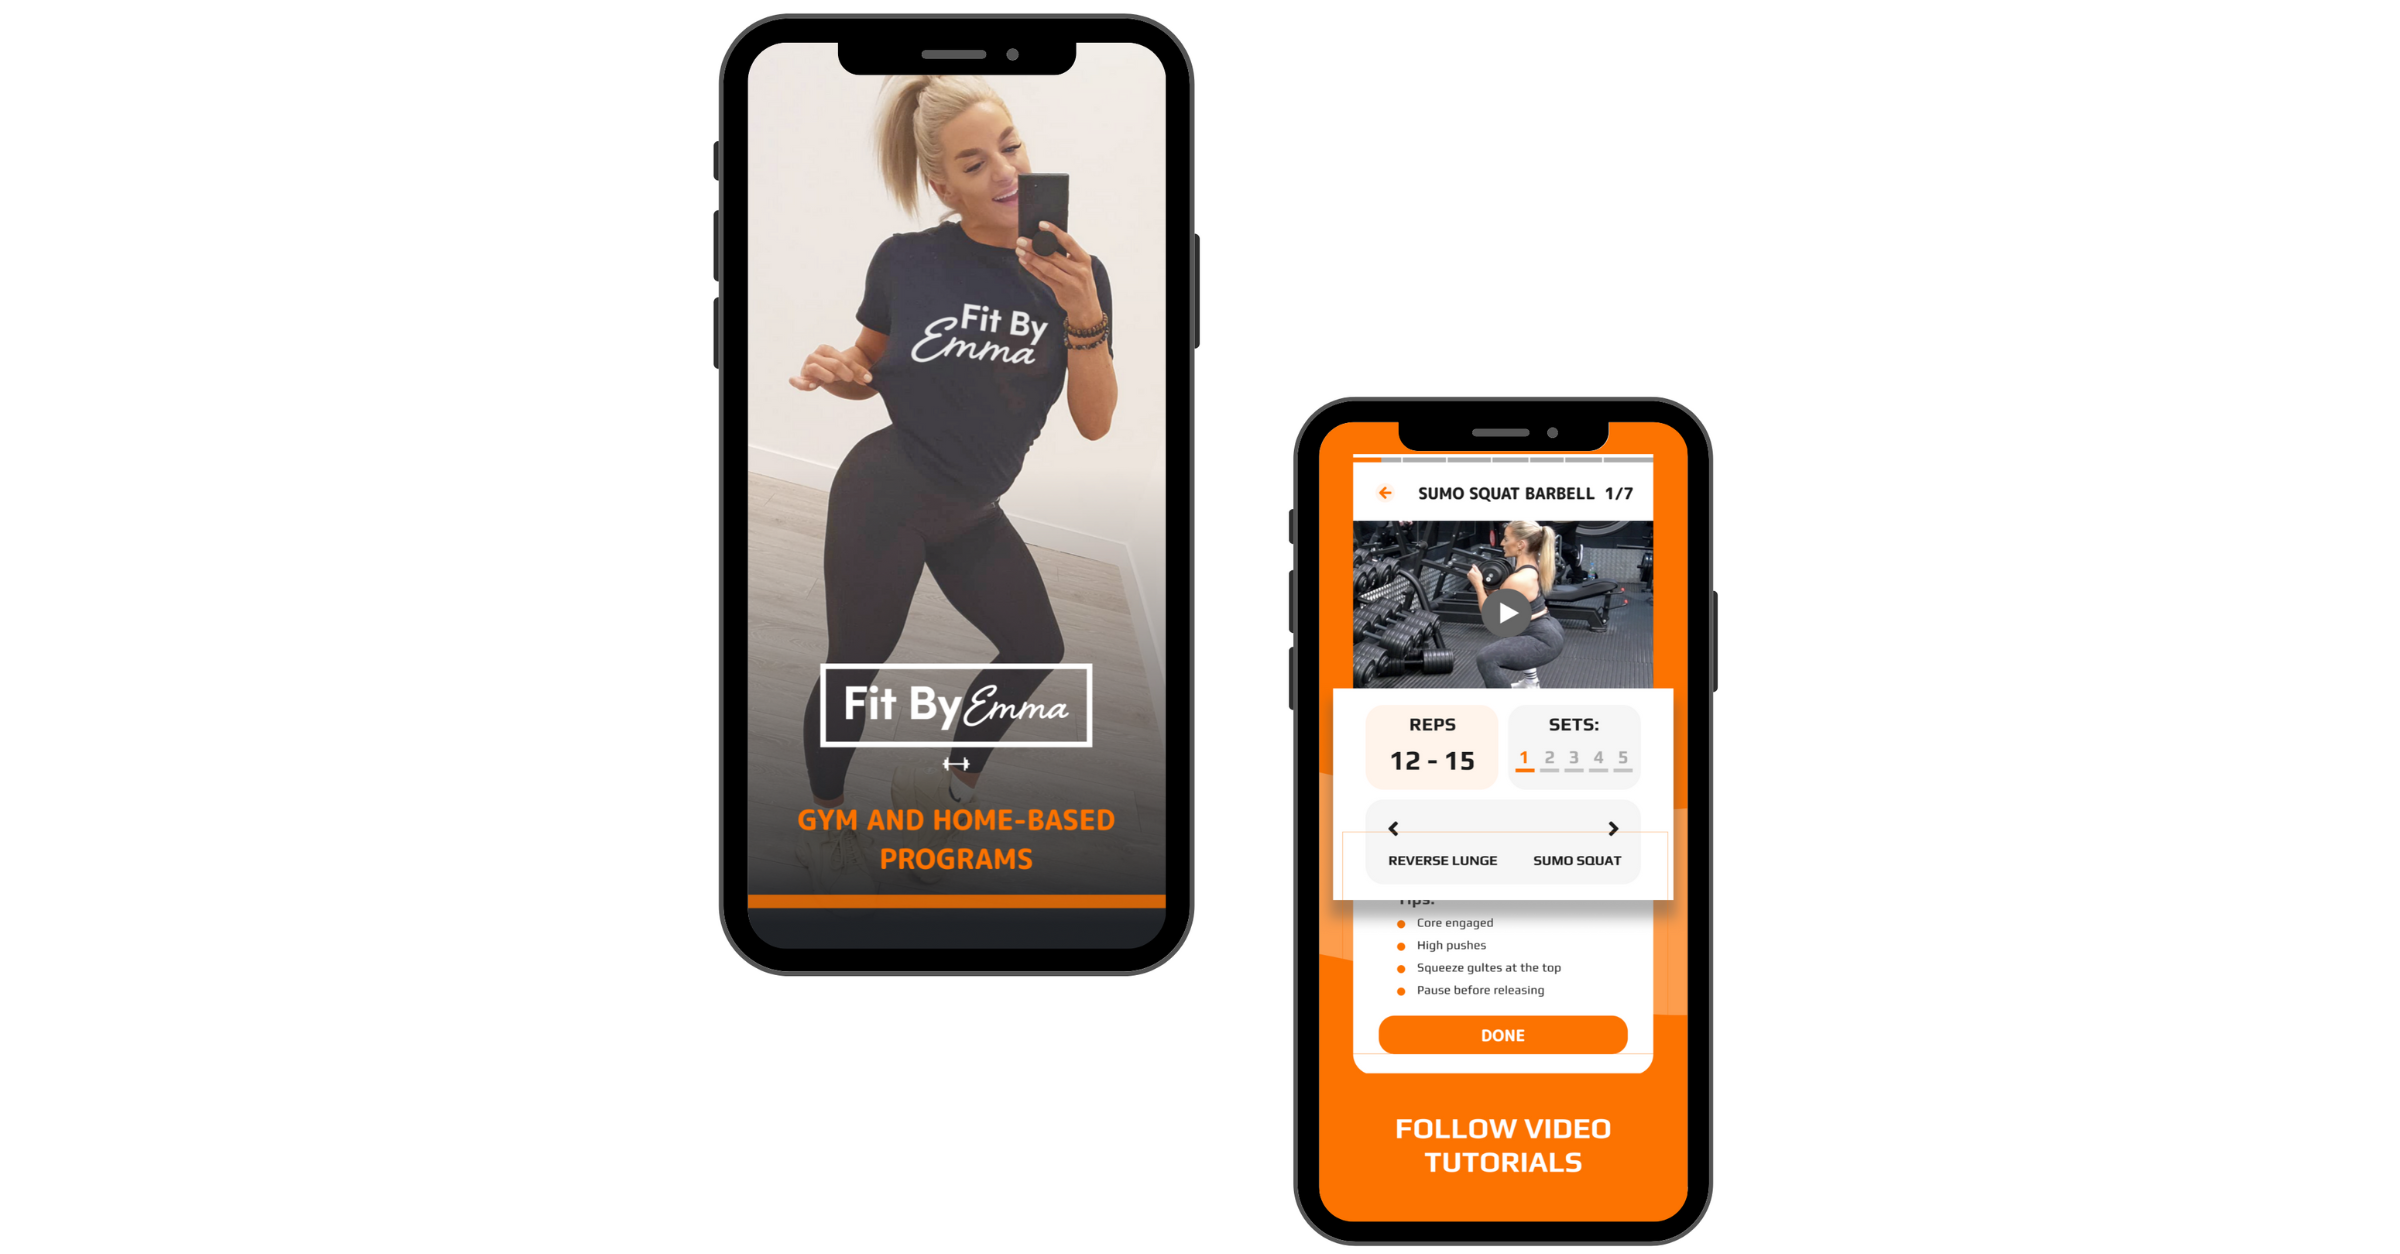 Fit By
Emma
Fit By Emma
GYM AND HOME-BASED
PROGRAMS
SUMO SQUAT BARBELL 1/7
REPS
12 - 15
SETS:
1 2 3 4 5
REVERSE LUNGE SUMO SQUAT
Tips:
Core engaged
High pushes
Squeeze gultes at the top
Pause before releasing
DONE
FOLLOW VIDEO
TUTORIALS